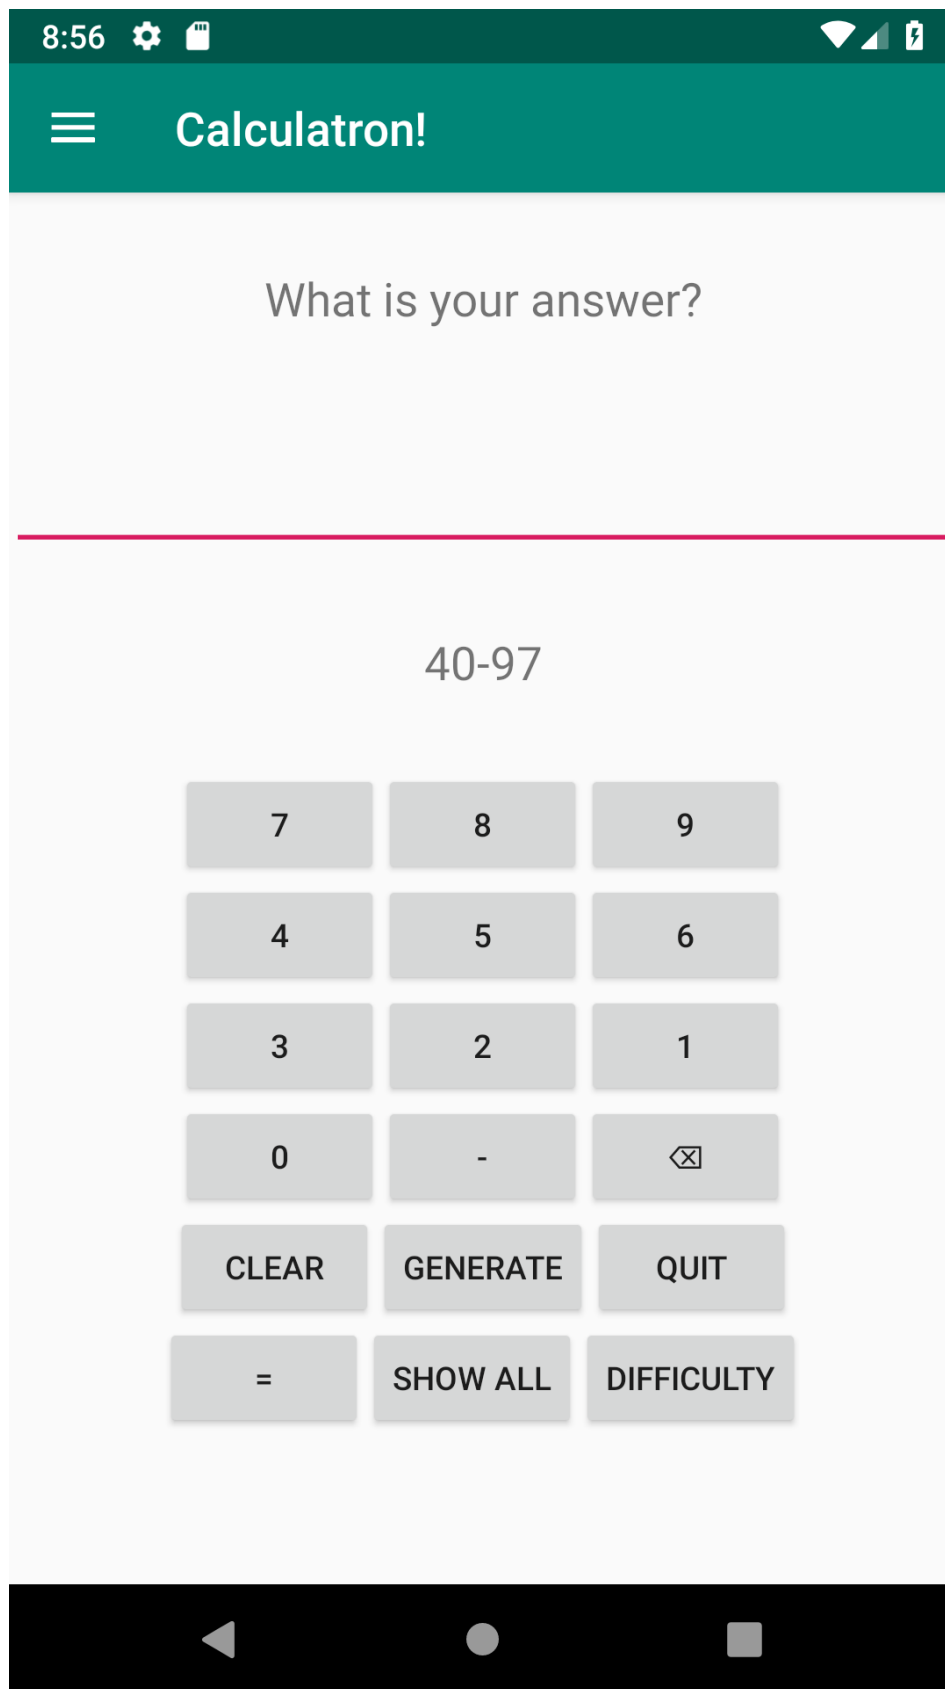 8:56
Calculatron!
What is your answer?
40-97
7 8 9
4 5 6
3 2 1
0 - ⌫
CLEAR GENERATE QUIT
= SHOW ALL DIFFICULTY